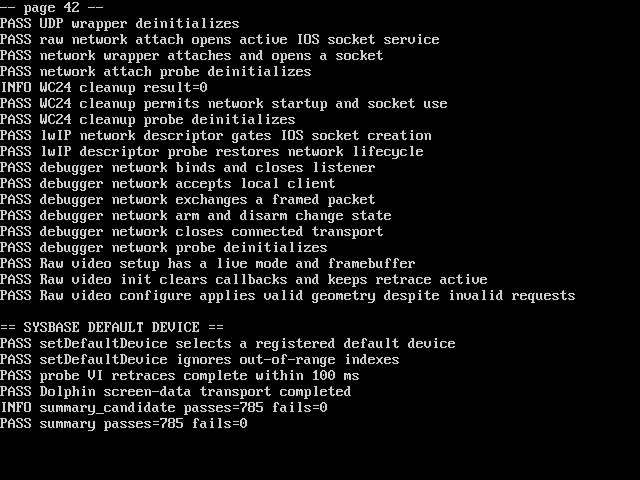 -- page 42 --
PASS UDP wrapper deinitializes
PASS raw network attach opens active IOS socket service
PASS network wrapper attaches and opens a socket
PASS network attach probe deinitializes
INFO WC24 cleanup result=0
PASS WC24 cleanup permits network startup and socket use
PASS WC24 cleanup probe deinitializes
PASS lwIP network descriptor gates IOS socket creation
PASS lwIP descriptor probe restores network lifecycle
PASS debugger network binds and closes listener
PASS debugger network accepts local client
PASS debugger network exchanges a framed packet
PASS debugger network arm and disarm change state
PASS debugger network closes connected transport
PASS debugger network probe deinitializes
PASS Raw video setup has a live mode and framebuffer
PASS Raw video init clears callbacks and keeps retrace active
PASS Raw video configure applies valid geometry despite invalid requests
== SYSBASE DEFAULT DEVICE ==
PASS setDefaultDevice selects a registered default device
PASS setDefaultDevice ignores out-of-range indexes
PASS probe VI retraces complete within 100 ms
PASS Dolphin screen-data transport completed
INFO summary_candidate passes=785 fails=0
PASS summary passes=785 fails=0